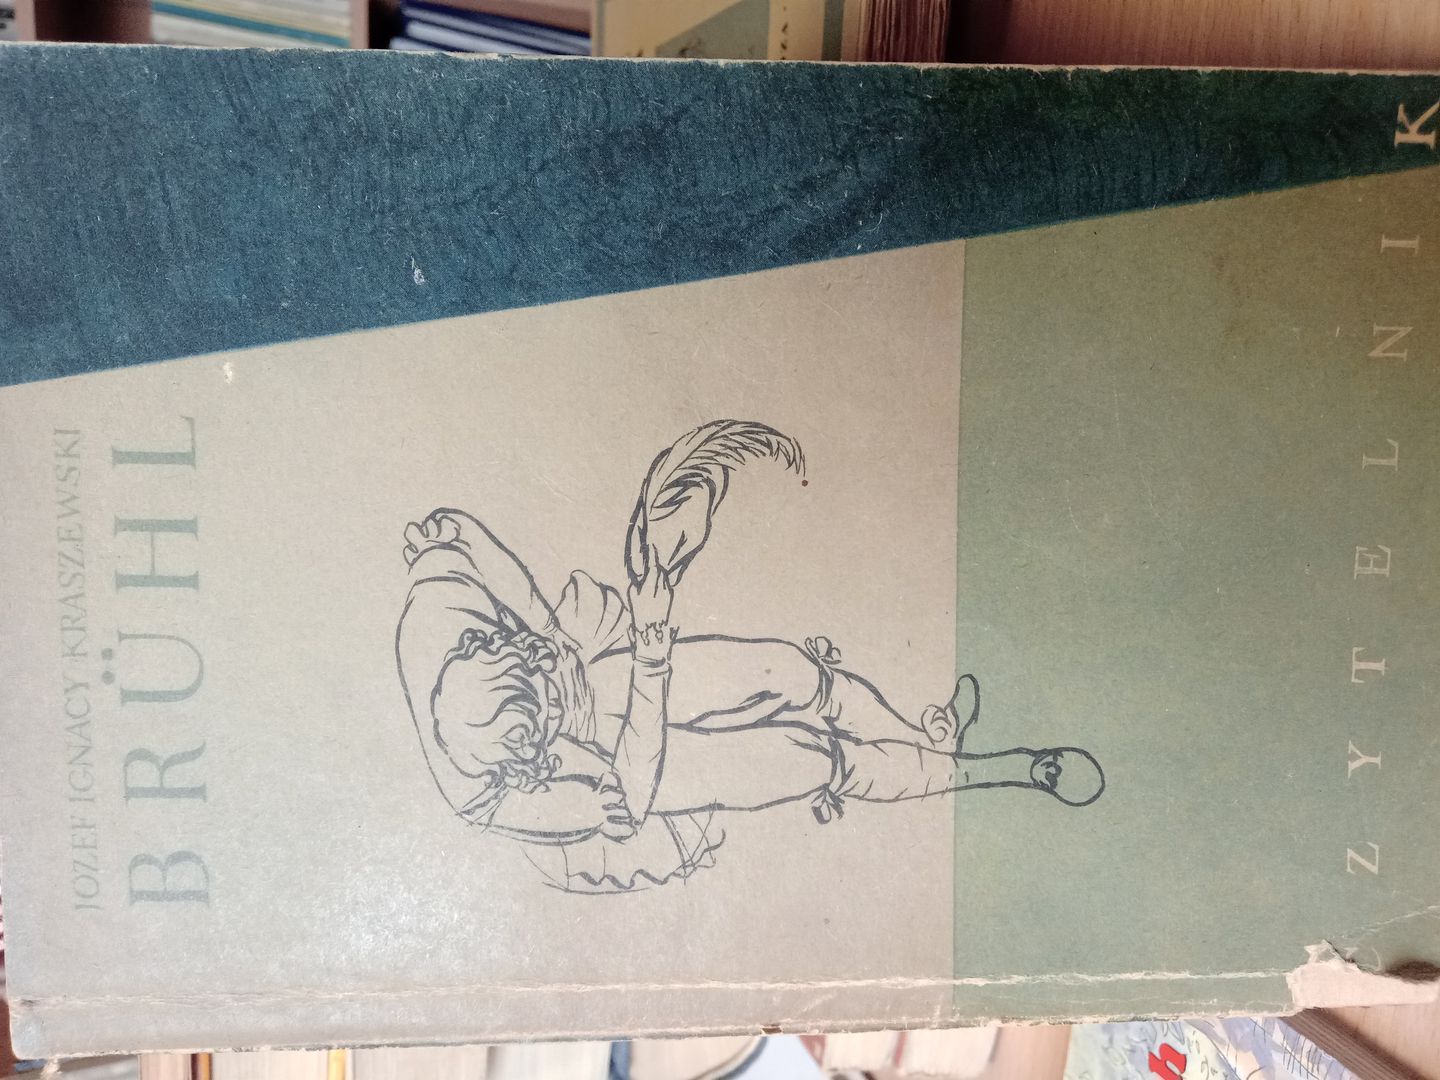 JÓZEF IGNACY KRASZEWSKI
BRÜHL
CZYTELNIK
h